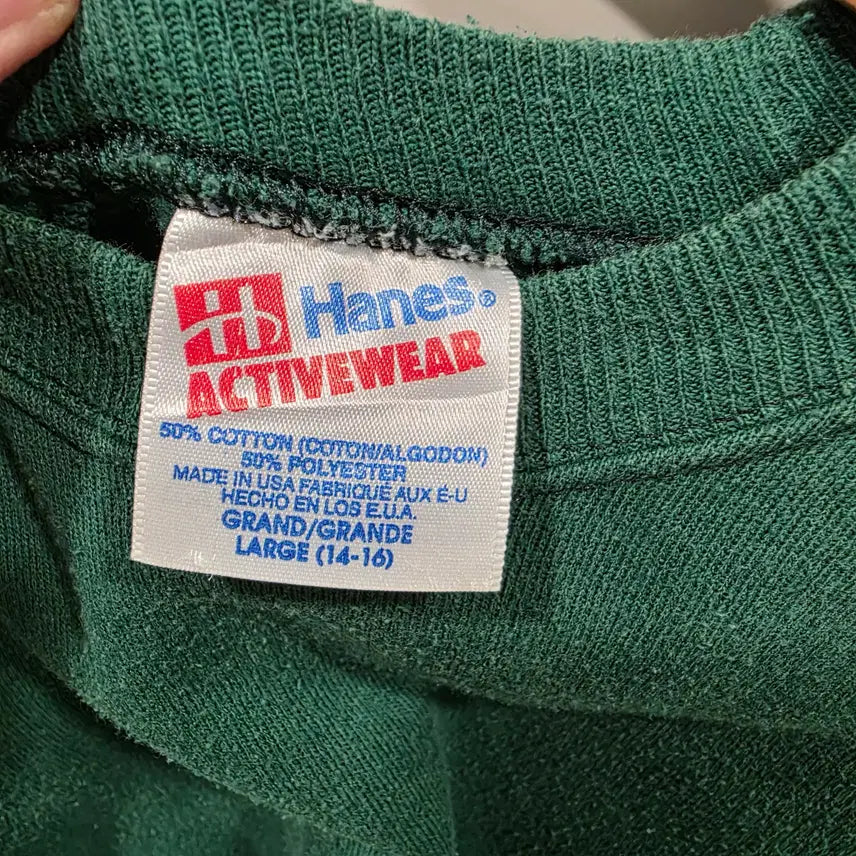 H Hanes®
ACTIVEWEAR
50% COTTON (COTON/ALGODON)
50% POLYESTER
MADE IN USA FABRIQUÉ AUX É-U
HECHO EN LOS E.U.A.
GRAND/GRANDE
LARGE (14-16)